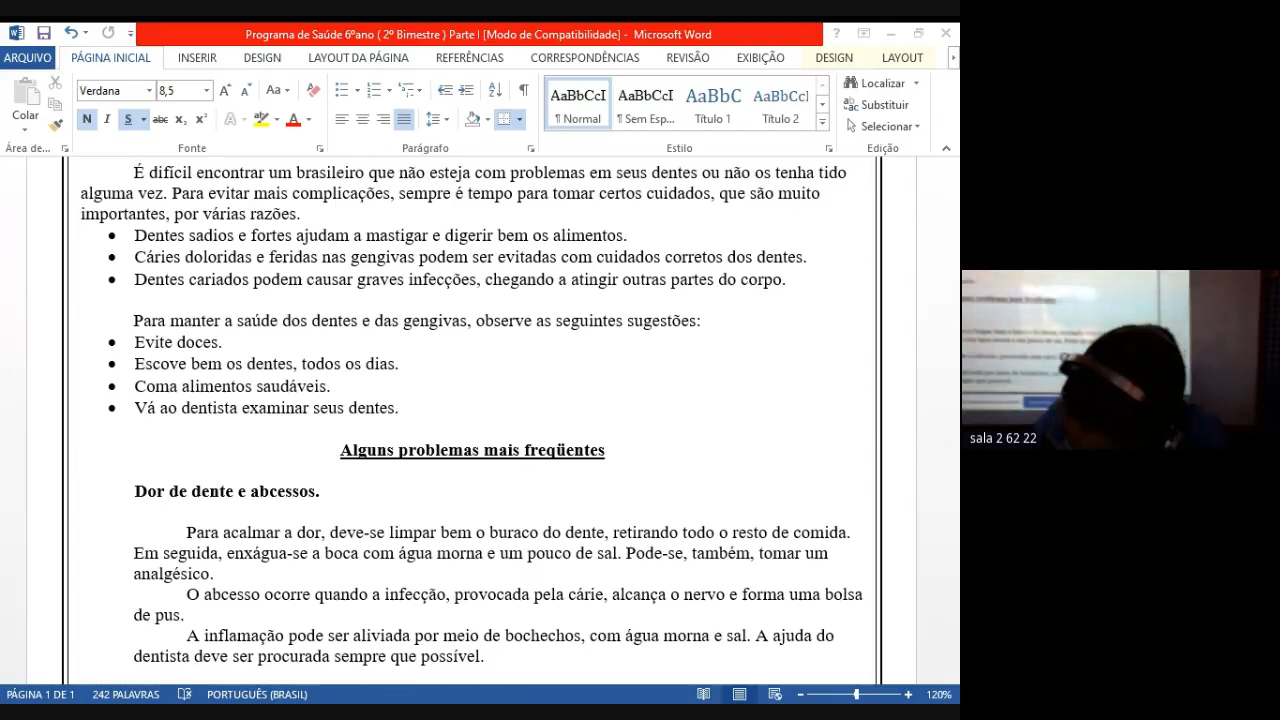 Programa de Saúde 6ºano ( 2º Bimestre ) Parte I [Modo de Compatibilidade] - Microsoft Word
ARQUIVO PÁGINA INICIAL INSERIR DESIGN LAYOUT DA PÁGINA REFERÊNCIAS CORRESPONDÊNCIAS REVISÃO EXIBIÇÃO DESIGN LAYOUT
Colar
Área de...
Verdana 8,5
N I S abc x₂ x² A A
Fonte
Parágrafo
AaBbCcI AaBbCcI AaBbC AaBbCcI
¶ Normal ¶ Sem Esp... Título 1 Título 2
Estilo
Localizar
Substituir
Selecionar
Edição
É difícil encontrar um brasileiro que não esteja com problemas em seus dentes ou não os tenha tido
alguma vez. Para evitar mais complicações, sempre é tempo para tomar certos cuidados, que são muito
importantes, por várias razões.
• Dentes sadios e fortes ajudam a mastigar e digerir bem os alimentos.
• Cáries doloridas e feridas nas gengivas podem ser evitadas com cuidados corretos dos dentes.
• Dentes cariados podem causar graves infecções, chegando a atingir outras partes do corpo.
Para manter a saúde dos dentes e das gengivas, observe as seguintes sugestões:
• Evite doces.
• Escove bem os dentes, todos os dias.
• Coma alimentos saudáveis.
• Vá ao dentista examinar seus dentes.
Alguns problemas mais freqüentes
Dor de dente e abcessos.
Para acalmar a dor, deve-se limpar bem o buraco do dente, retirando todo o resto de comida.
Em seguida, enxágua-se a boca com água morna e um pouco de sal. Pode-se, também, tomar um
analgésico.
O abcesso ocorre quando a infecção, provocada pela cárie, alcança o nervo e forma uma bolsa
de pus.
A inflamação pode ser aliviada por meio de bochechos, com água morna e sal. A ajuda do
dentista deve ser procurada sempre que possível.
PÁGINA 1 DE 1 242 PALAVRAS PORTUGUÊS (BRASIL) 120%
sala 2 62 22